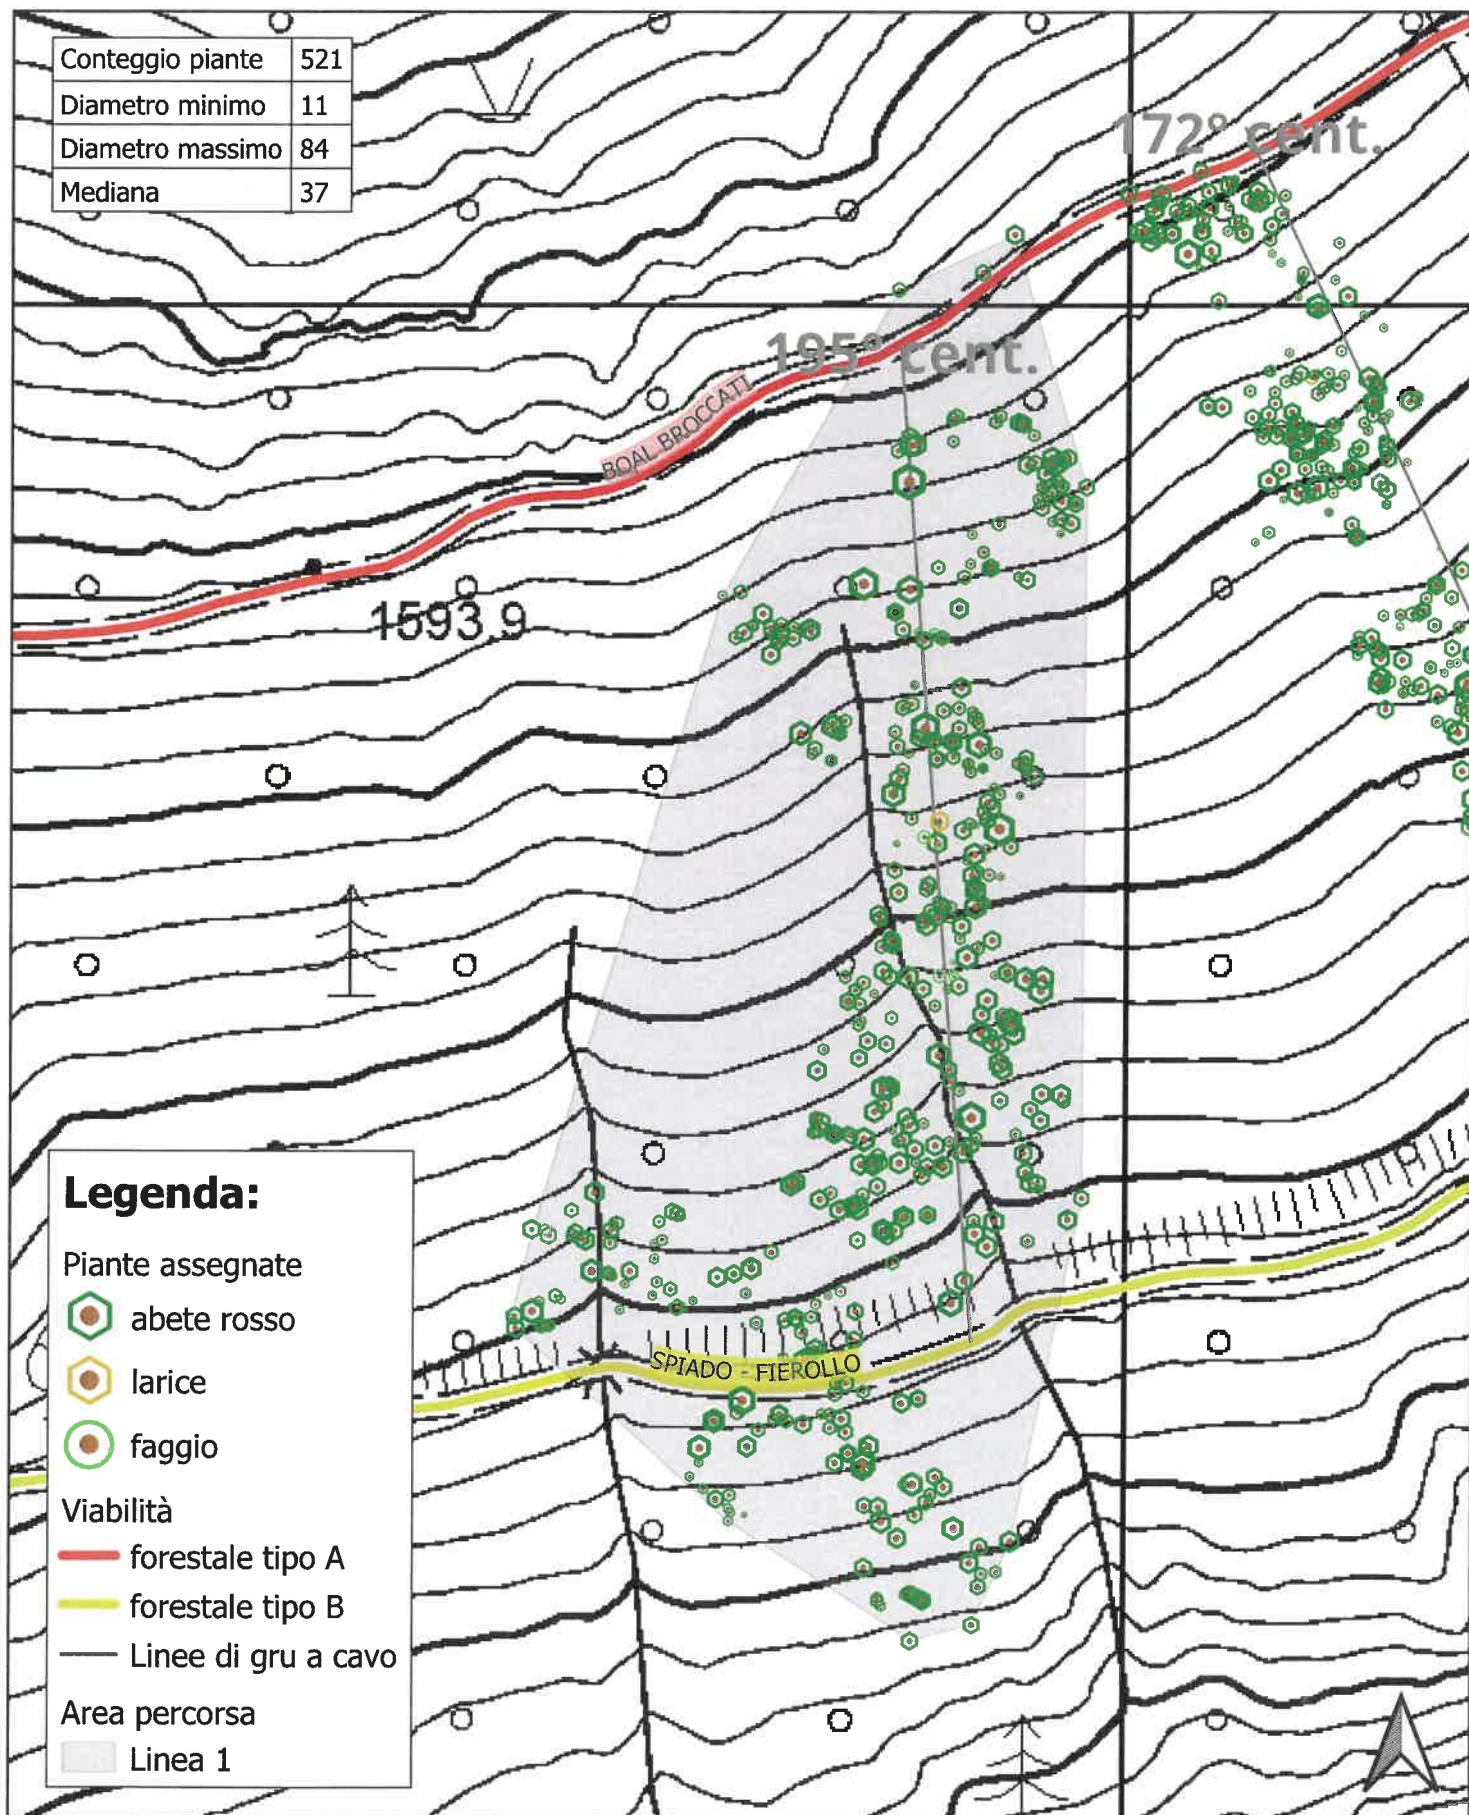 Conteggio piante 521
Diametro minimo 11
Diametro massimo 84
Mediana 37
172° cent.
195° cent.
BOAL BROCCATI
1593.9
Legenda:
Piante assegnate
abete rosso
larice
faggio
Viabilità
forestale tipo A
forestale tipo B
Linee di gru a cavo
Area percorsa
Linea 1
SPIADO - FIEROLLO